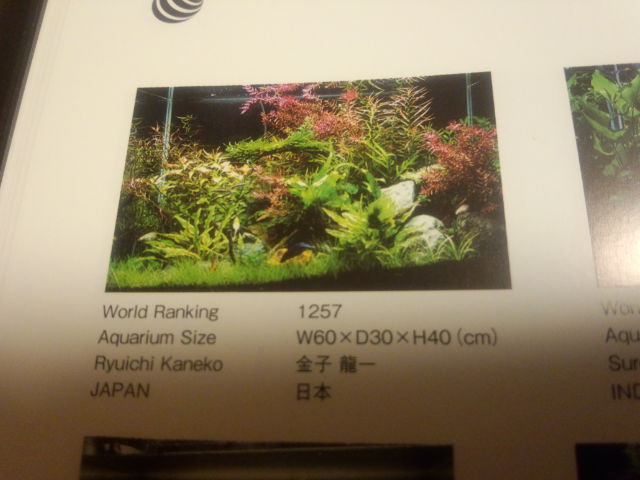 World Ranking 1257
Aquarium Size W60×D30×H40(cm)
Ryuichi Kaneko 金子 龍一
JAPAN 日本